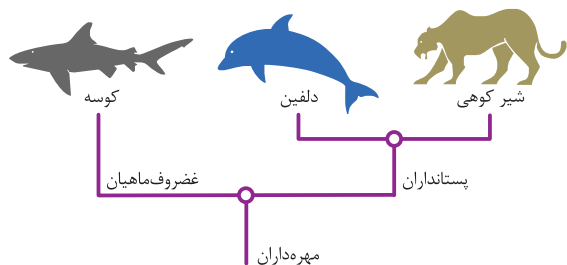 شیر کوهی
دلفین
کوسه
پستانداران
غضروف‌ماهیان
مهره‌داران